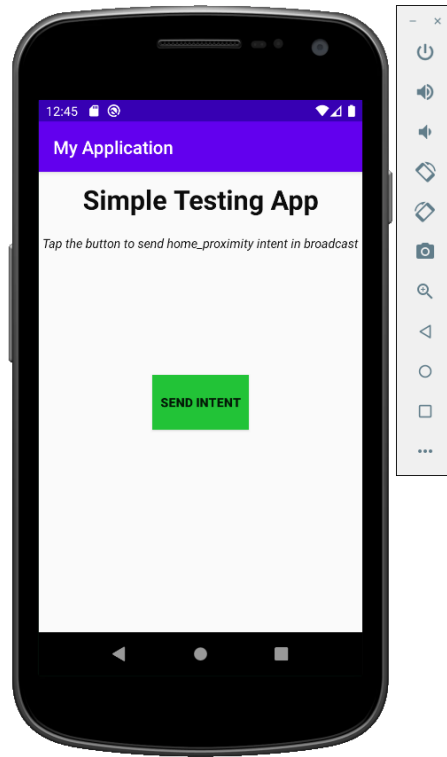 12:45
My Application
Simple Testing App
Tap the button to send home_proximity intent in broadcast
SEND INTENT